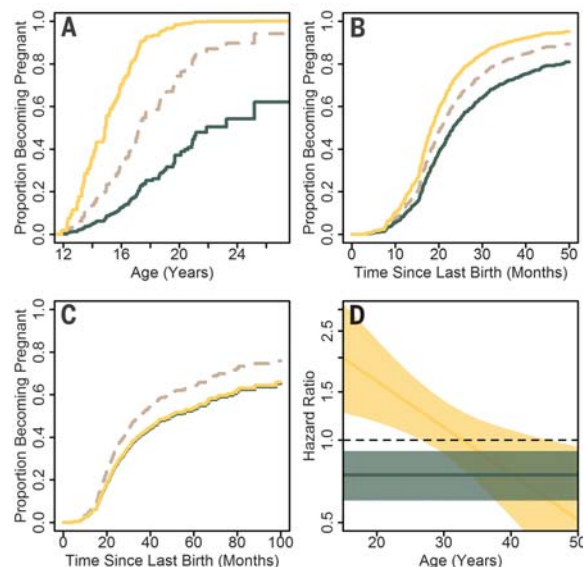 A
Proportion Becoming Pregnant
0.0 0.2 0.4 0.6 0.8 1.0
12 16 20 24
Age (Years)
B
Proportion Becoming Pregnant
0.0 0.2 0.4 0.6 0.8 1.0
0 10 20 30 40 50
Time Since Last Birth (Months)
C
Proportion Becoming Pregnant
0.0 0.2 0.4 0.6 0.8 1.0
0 20 40 60 80 100
Time Since Last Birth (Months)
D
Hazard Ratio
0.5 1.0 1.5 2.5
20 30 40 50
Age (Years)